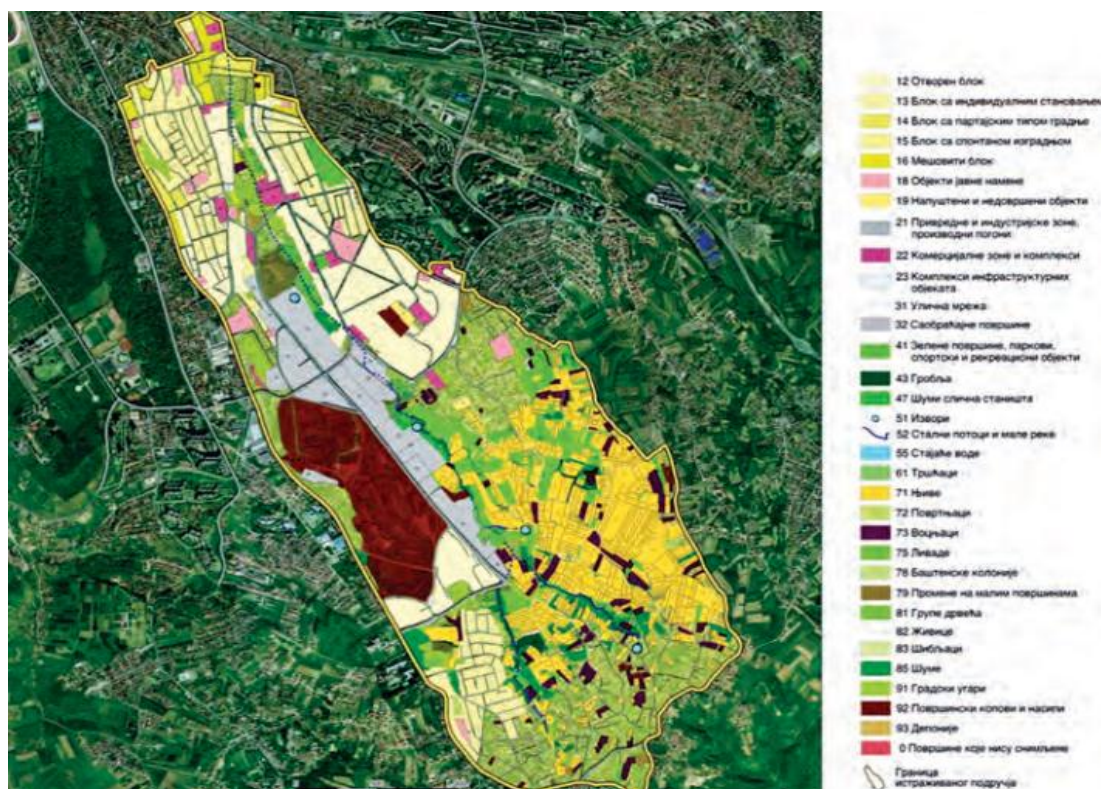 12 Отворен блок
13 Блок са индивидуалним становањем
14 Блок са партајским типом градње
15 Блок са спонтаном изградњом
16 Мешовити блок
18 Објекти јавне намене
19 Напуштени и недовршени објекти
21 Привредне и индустријске зоне,
производни погони
22 Комерцијалне зоне и комплекси
23 Комплекси инфраструктурних
објеката
31 Улична мрежа
32 Саобраћајне површине
41 Зелене површине, паркови,
спортски и рекреациони објекти
43 Гробља
47 Шуми слична станишта
51 Извори
52 Стални потоци и мале реке
55 Стајаће воде
61 Тршћаци
71 Њиве
72 Повртњаци
73 Воћњаци
75 Ливаде
78 Баштенске колоније
79 Промене на малим површинама
81 Групе дрвећа
82 Живице
83 Шибљаци
85 Шуме
91 Градски угари
92 Површински копови и насипи
93 Депоније
0 Површине које нису снимљене
Граница
истраживаног подручја